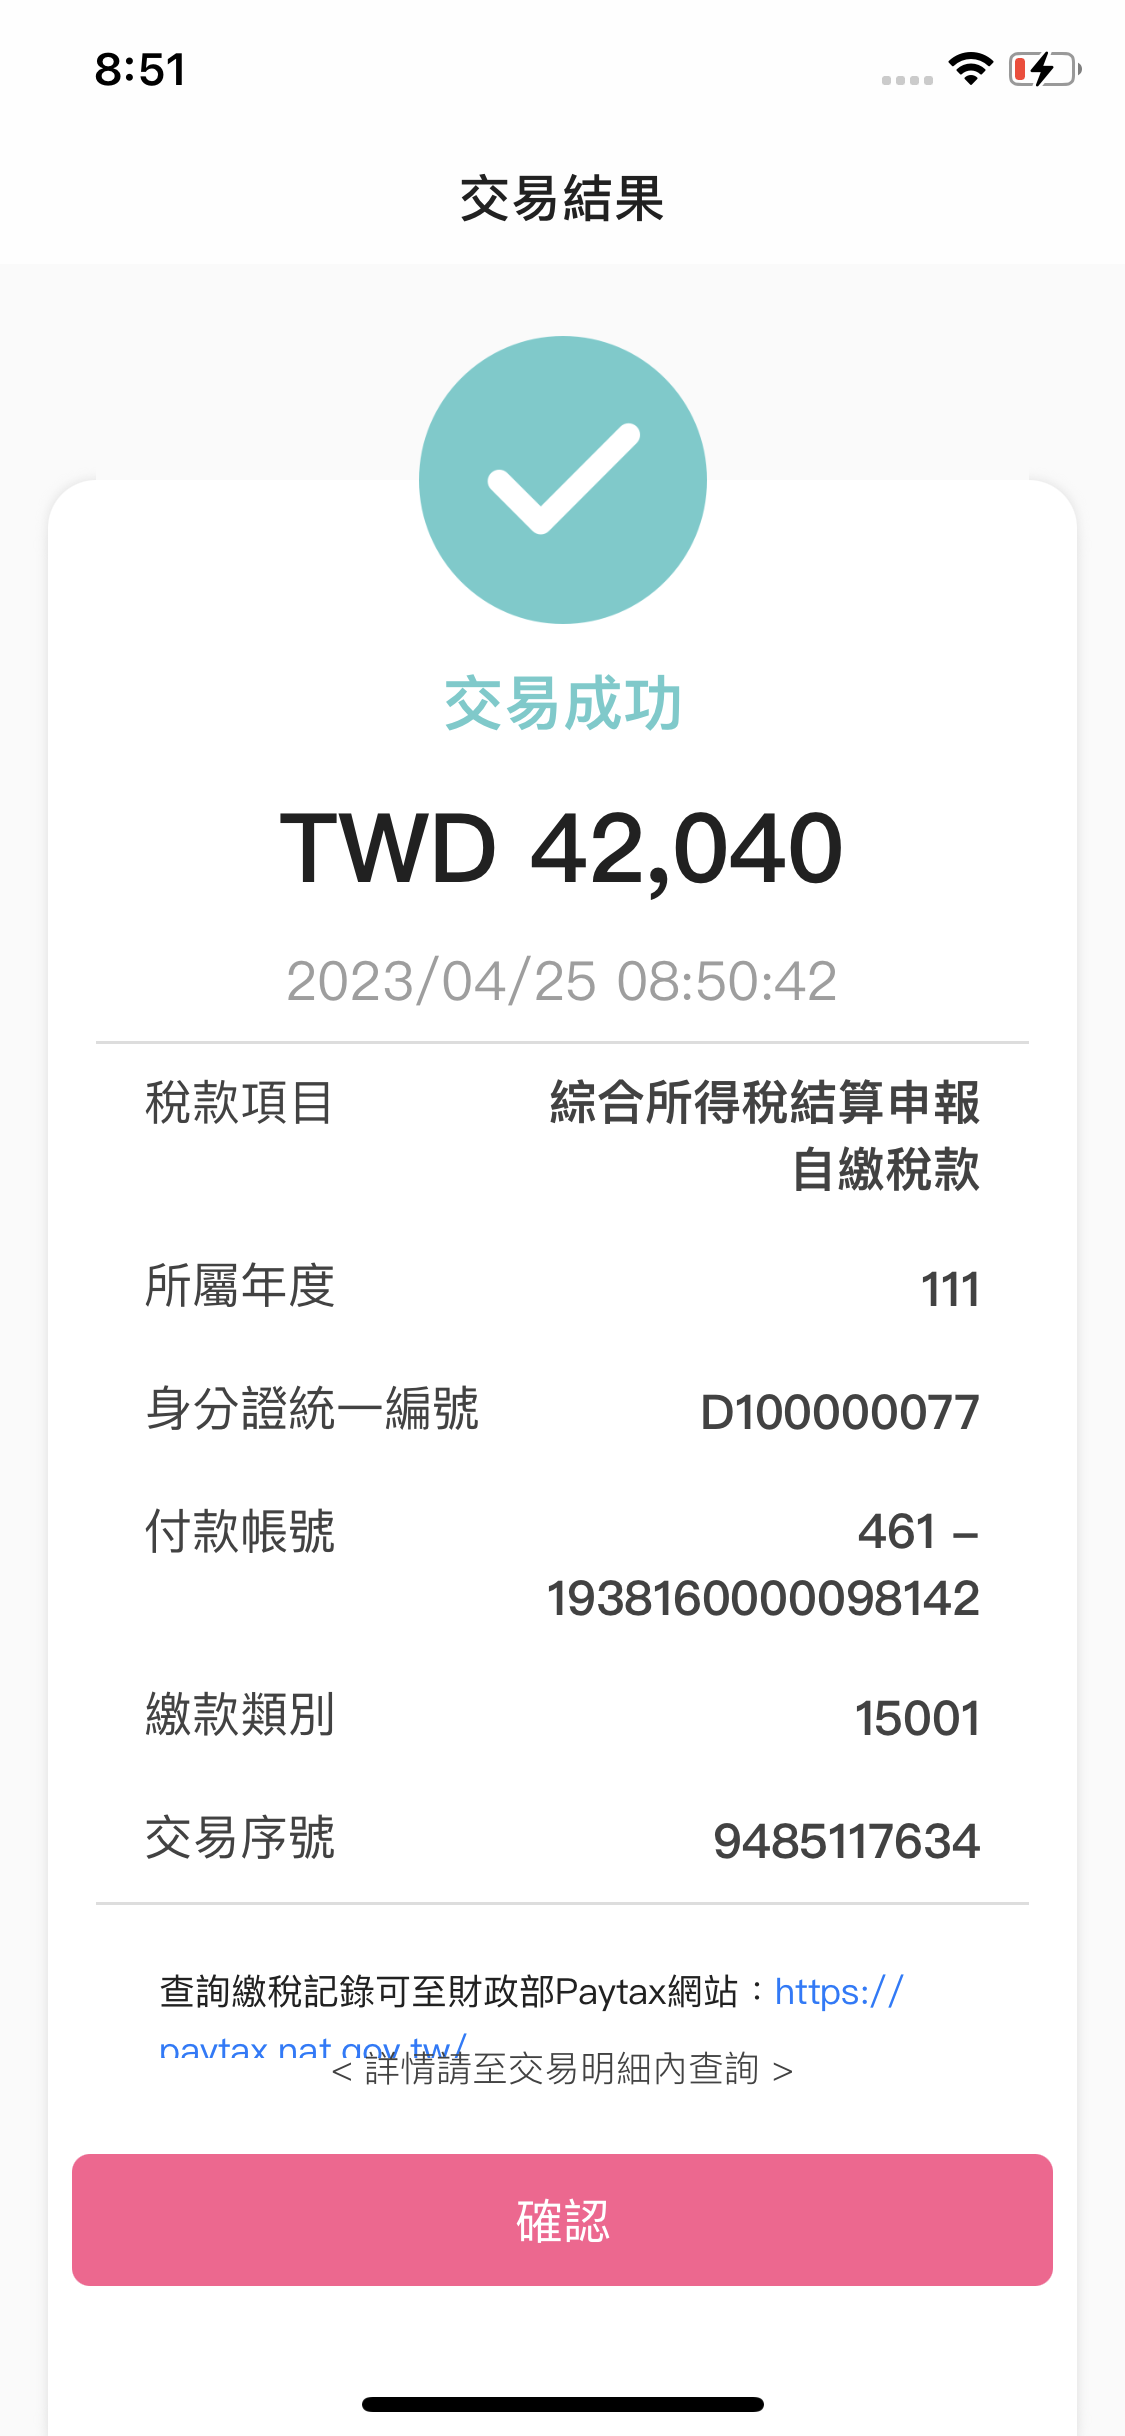 8:51
交易結果
交易成功
TWD 42,040
2023/04/25 08:50:42
稅款項目
綜合所得稅結算申報
自繳稅款
所屬年度
111
身分證統一編號
D100000077
付款帳號
461 –
1938160000098142
繳款類別
15001
交易序號
9485117634
查詢繳稅記錄可至財政部Paytax網站：https://
paytax.nat.gov.tw/
< 詳情請至交易明細內查詢 >
確認